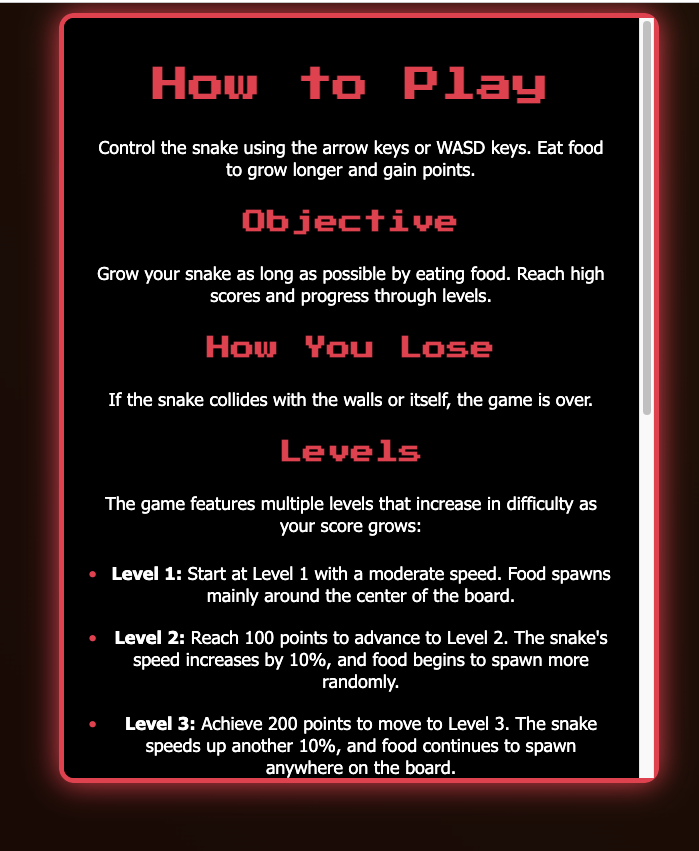 How to Play
Control the snake using the arrow keys or WASD keys. Eat food
to grow longer and gain points.
Objective
Grow your snake as long as possible by eating food. Reach high
scores and progress through levels.
How You Lose
If the snake collides with the walls or itself, the game is over.
Levels
The game features multiple levels that increase in difficulty as
your score grows:
• Level 1: Start at Level 1 with a moderate speed. Food spawns
mainly around the center of the board.
• Level 2: Reach 100 points to advance to Level 2. The snake's
speed increases by 10%, and food begins to spawn more
randomly.
• Level 3: Achieve 200 points to move to Level 3. The snake
speeds up another 10%, and food continues to spawn
anywhere on the board.